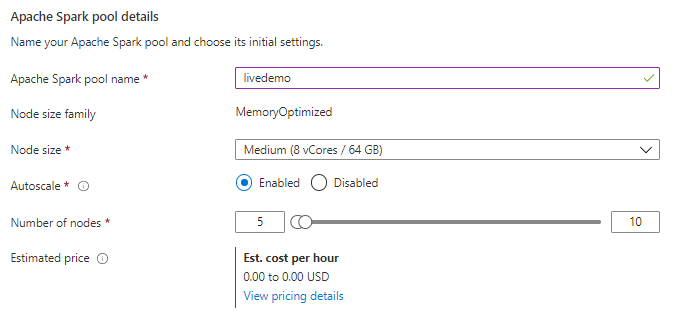 Apache Spark pool details
Name your Apache Spark pool and choose its initial settings.
Apache Spark pool name *
livedemo
Node size family
MemoryOptimized
Node size *
Medium (8 vCores / 64 GB)
Autoscale *
Enabled
Disabled
Number of nodes *
5
10
Estimated price
Est. cost per hour
0.00 to 0.00 USD
View pricing details